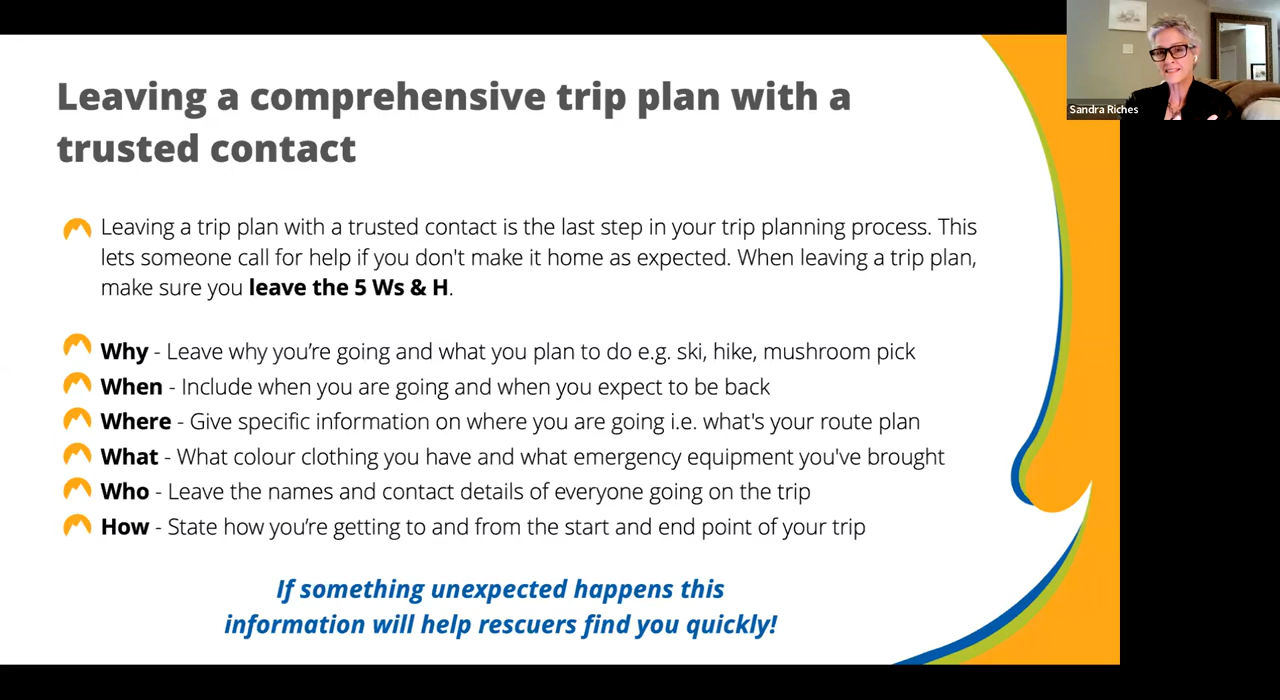 Leaving a comprehensive trip plan with a
trusted contact
Sandra Riches
Leaving a trip plan with a trusted contact is the last step in your trip planning process. This
lets someone call for help if you don't make it home as expected. When leaving a trip plan,
make sure you leave the 5 Ws & H.
Why - Leave why you’re going and what you plan to do e.g. ski, hike, mushroom pick
When - Include when you are going and when you expect to be back
Where - Give specific information on where you are going i.e. what's your route plan
What - What colour clothing you have and what emergency equipment you've brought
Who - Leave the names and contact details of everyone going on the trip
How - State how you’re getting to and from the start and end point of your trip
If something unexpected happens this
information will help rescuers find you quickly!